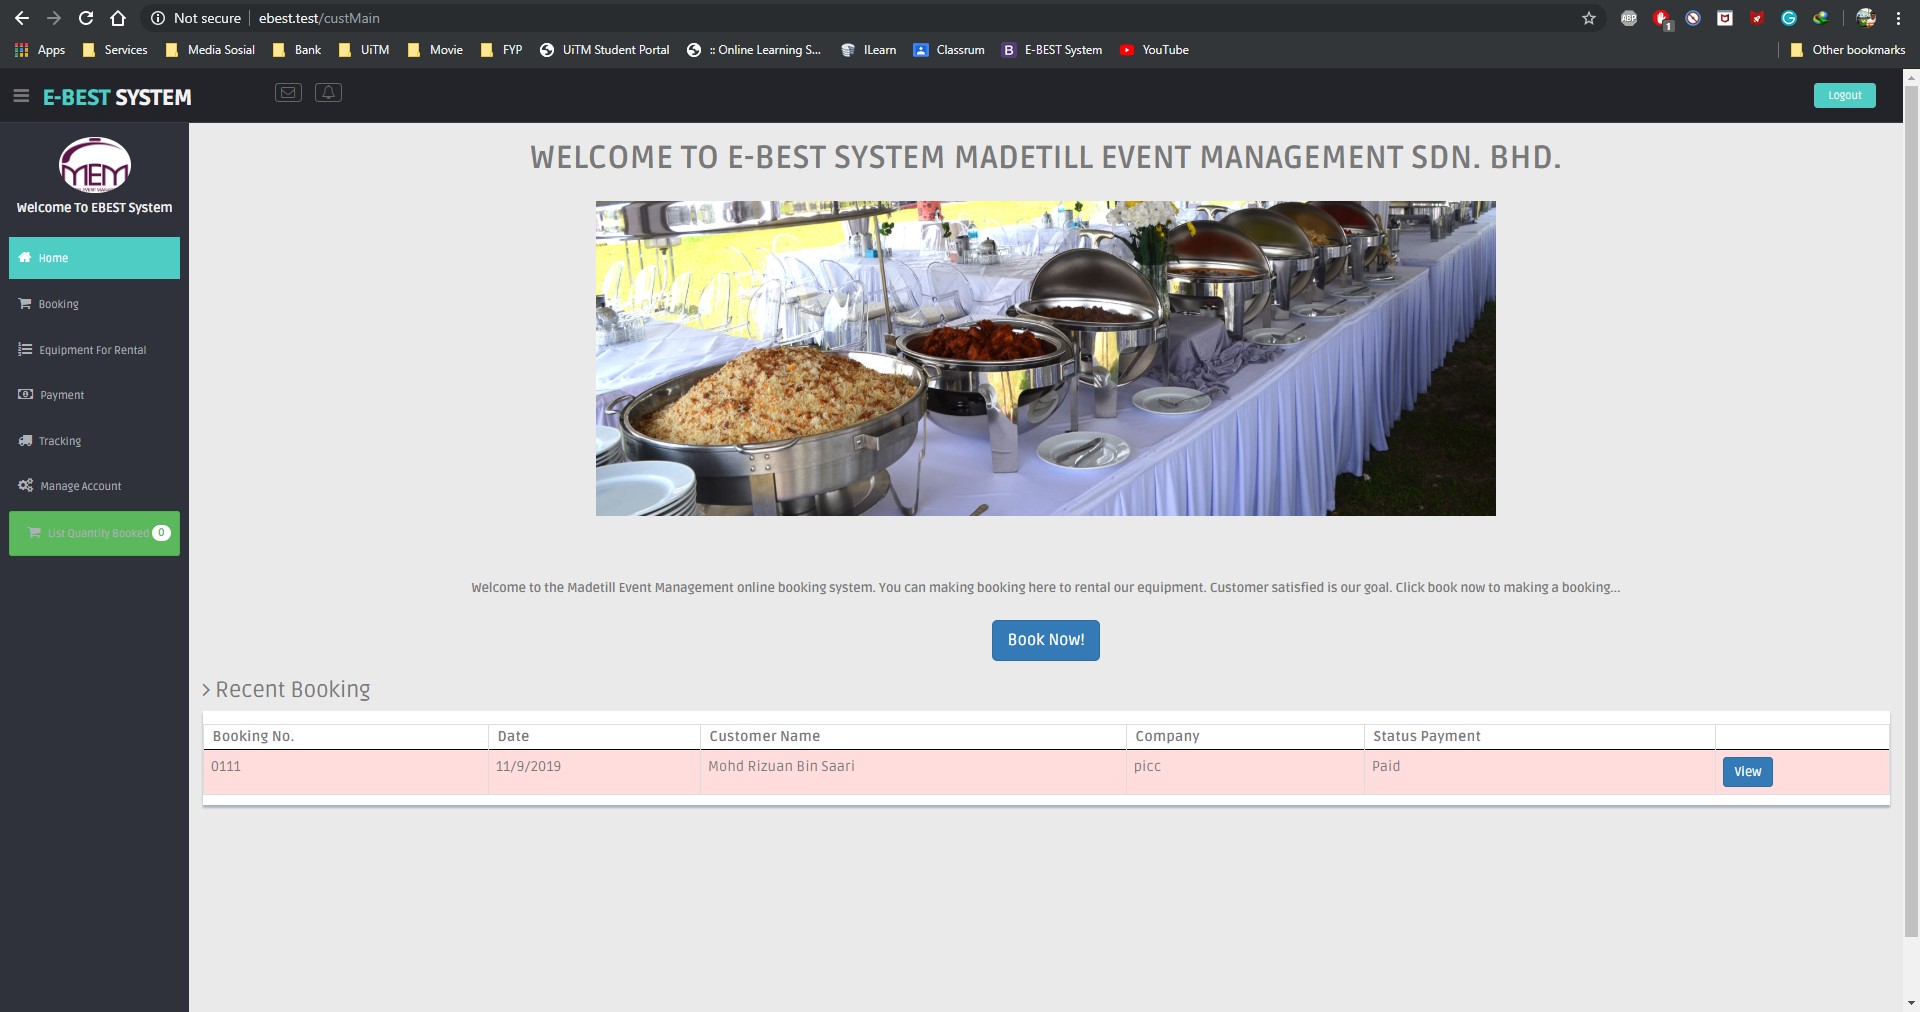 Not secure
ebest.test/custMain
ABP
1
Apps
Services
Media Sosial
Bank
UiTM
Movie
FYP
UiTM Student Portal
:: Online Learning S...
ILearn
Classrum
B
E-BEST System
YouTube
Other bookmarks
E-BEST SYSTEM
Logout
MEM
Welcome To EBEST System
Home
Booking
Equipment For Rental
Payment
Tracking
Manage Account
List Quantity Booked 0
WELCOME TO E-BEST SYSTEM MADETILL EVENT MANAGEMENT SDN. BHD.
Welcome to the Madetill Event Management online booking system. You can making booking here to rental our equipment. Customer satisfied is our goal. Click book now to making a booking...
Book Now!
Recent Booking
Booking No. Date Customer Name Company Status Payment
0111 11/9/2019 Mohd Rizuan Bin Saari picc Paid View